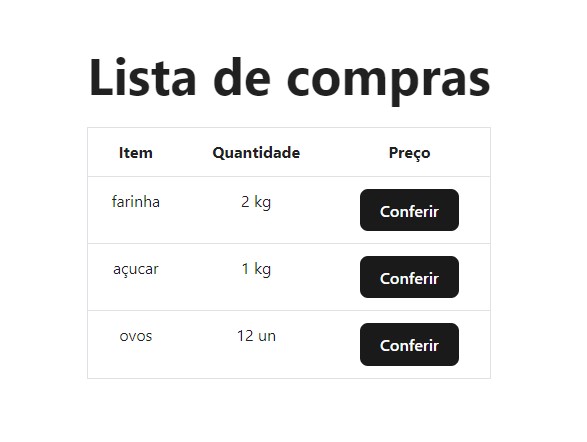 Lista de compras
Item Quantidade Preço
farinha 2 kg Conferir
açucar 1 kg Conferir
ovos 12 un Conferir